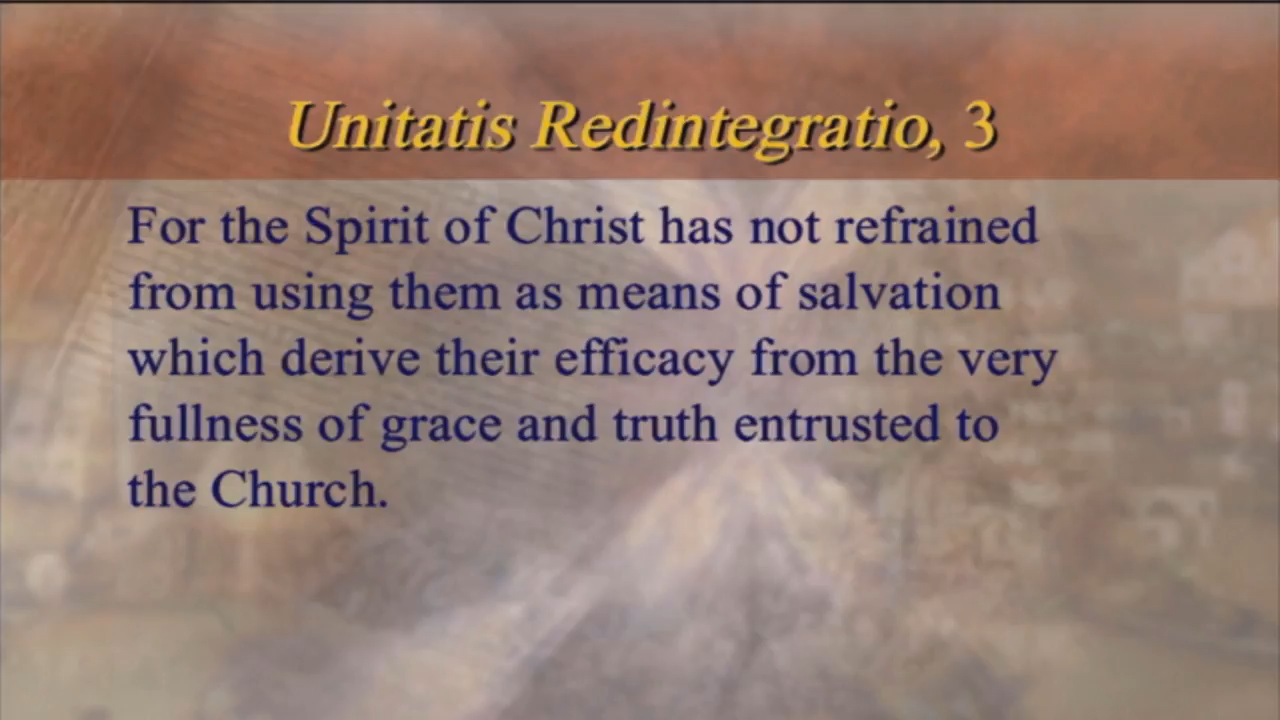 Unitatis Redintegratio, 3
For the Spirit of Christ has not refrained
from using them as means of salvation
which derive their efficacy from the very
fullness of grace and truth entrusted to
the Church.